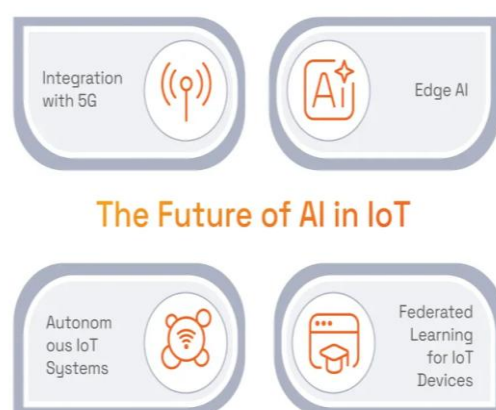 Integration
with 5G
Ai
Edge AI
The Future of AI in IoT
Autonom
ous IoT
Systems
Federated
Learning
for IoT
Devices